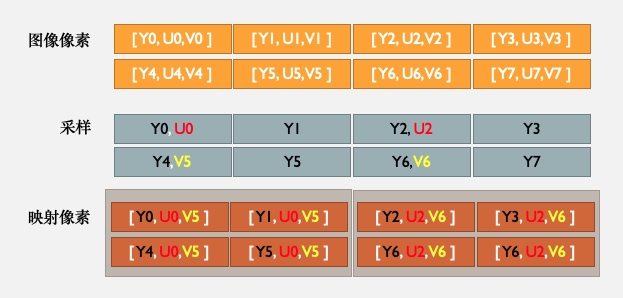 图像像素 [Y0, U0,V0 ] [Y1, U1,V1 ] [Y2, U2,V2 ] [Y3, U3,V3 ]
[Y4, U4,V4 ] [Y5, U5,V5 ] [Y6, U6,V6 ] [Y7, U7,V7 ]
采样 Y0, U0 Y1 Y2, U2 Y3
Y4,V5 Y5 Y6,V6 Y7
映射像素 [ Y0, U0,V5 ] [ Y1, U0,V5 ] [ Y2, U2,V6 ] [ Y3, U2,V6 ]
[ Y4, U0,V5 ] [ Y5, U0,V5 ] [ Y6, U2,V6 ] [ Y6, U2,V6 ]